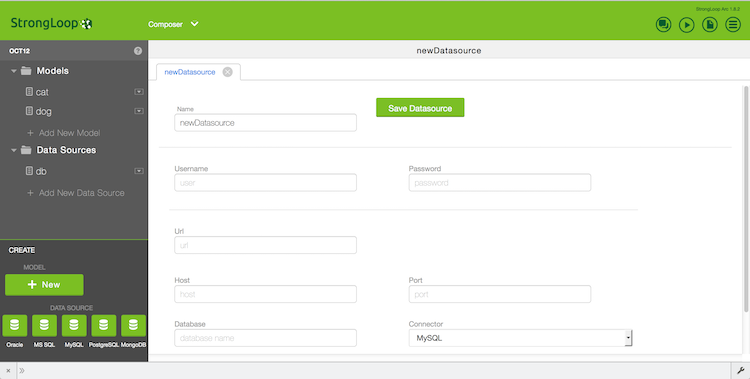 StrongLoop Arc 1.8.2
StrongLoop
Composer
OCT12
?
newDatasource
Models
newDatasource
cat
dog
+ Add New Model
Data Sources
db
+ Add New Data Source
Name
newDatasource
Save Datasource
Username
user
Password
password
Url
url
Host
host
Port
port
Database
database name
Connector
MySQL
CREATE
MODEL
+ New
DATA SOURCE
Oracle
MS SQL
MySQL
PostgreSQL
MongoDB